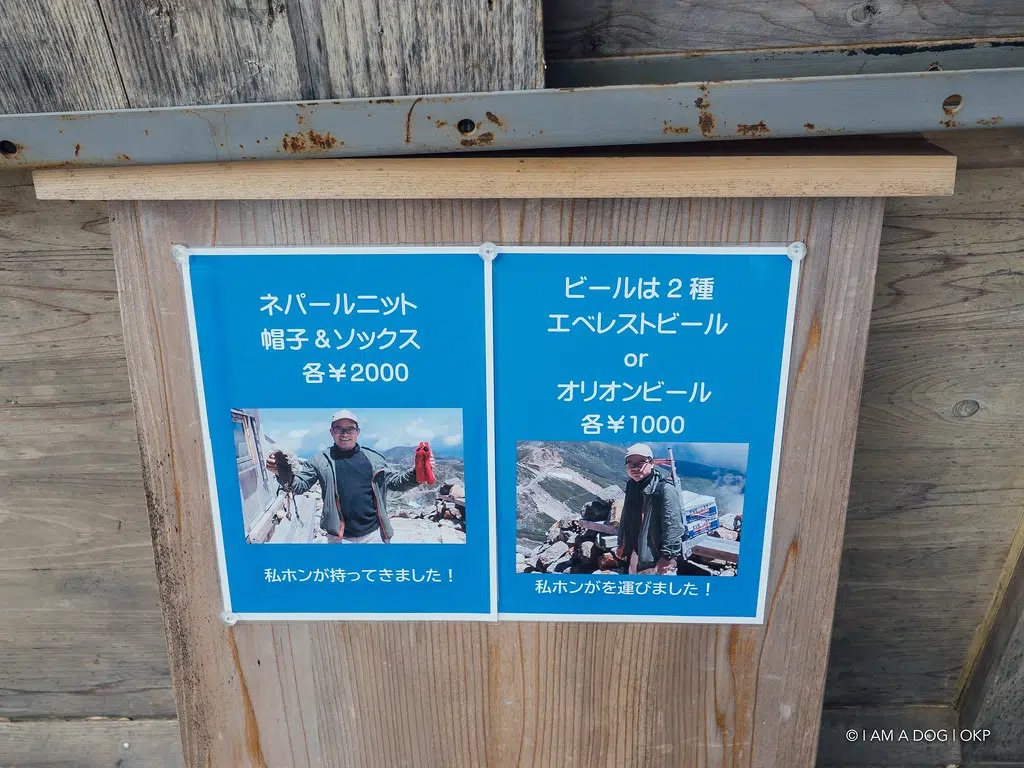 ネパールニット
帽子＆ソックス
各￥2000
私ホンが持ってきました！
ビールは２種
エベレストビール
or
オリオンビール
各￥1000
私ホンがを運びました！
© I AM A DOG | OKP